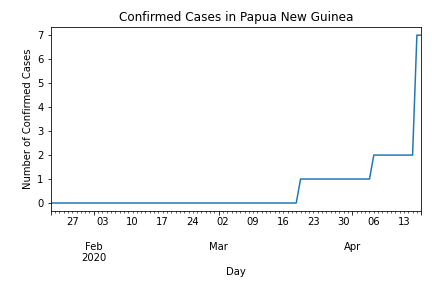 Confirmed Cases in Papua New Guinea
Number of Confirmed Cases
7
6
5
4
3
2
1
0
27 03 10 17 24 02 09 16 23 30 06 13
Feb Mar Apr
2020
Day